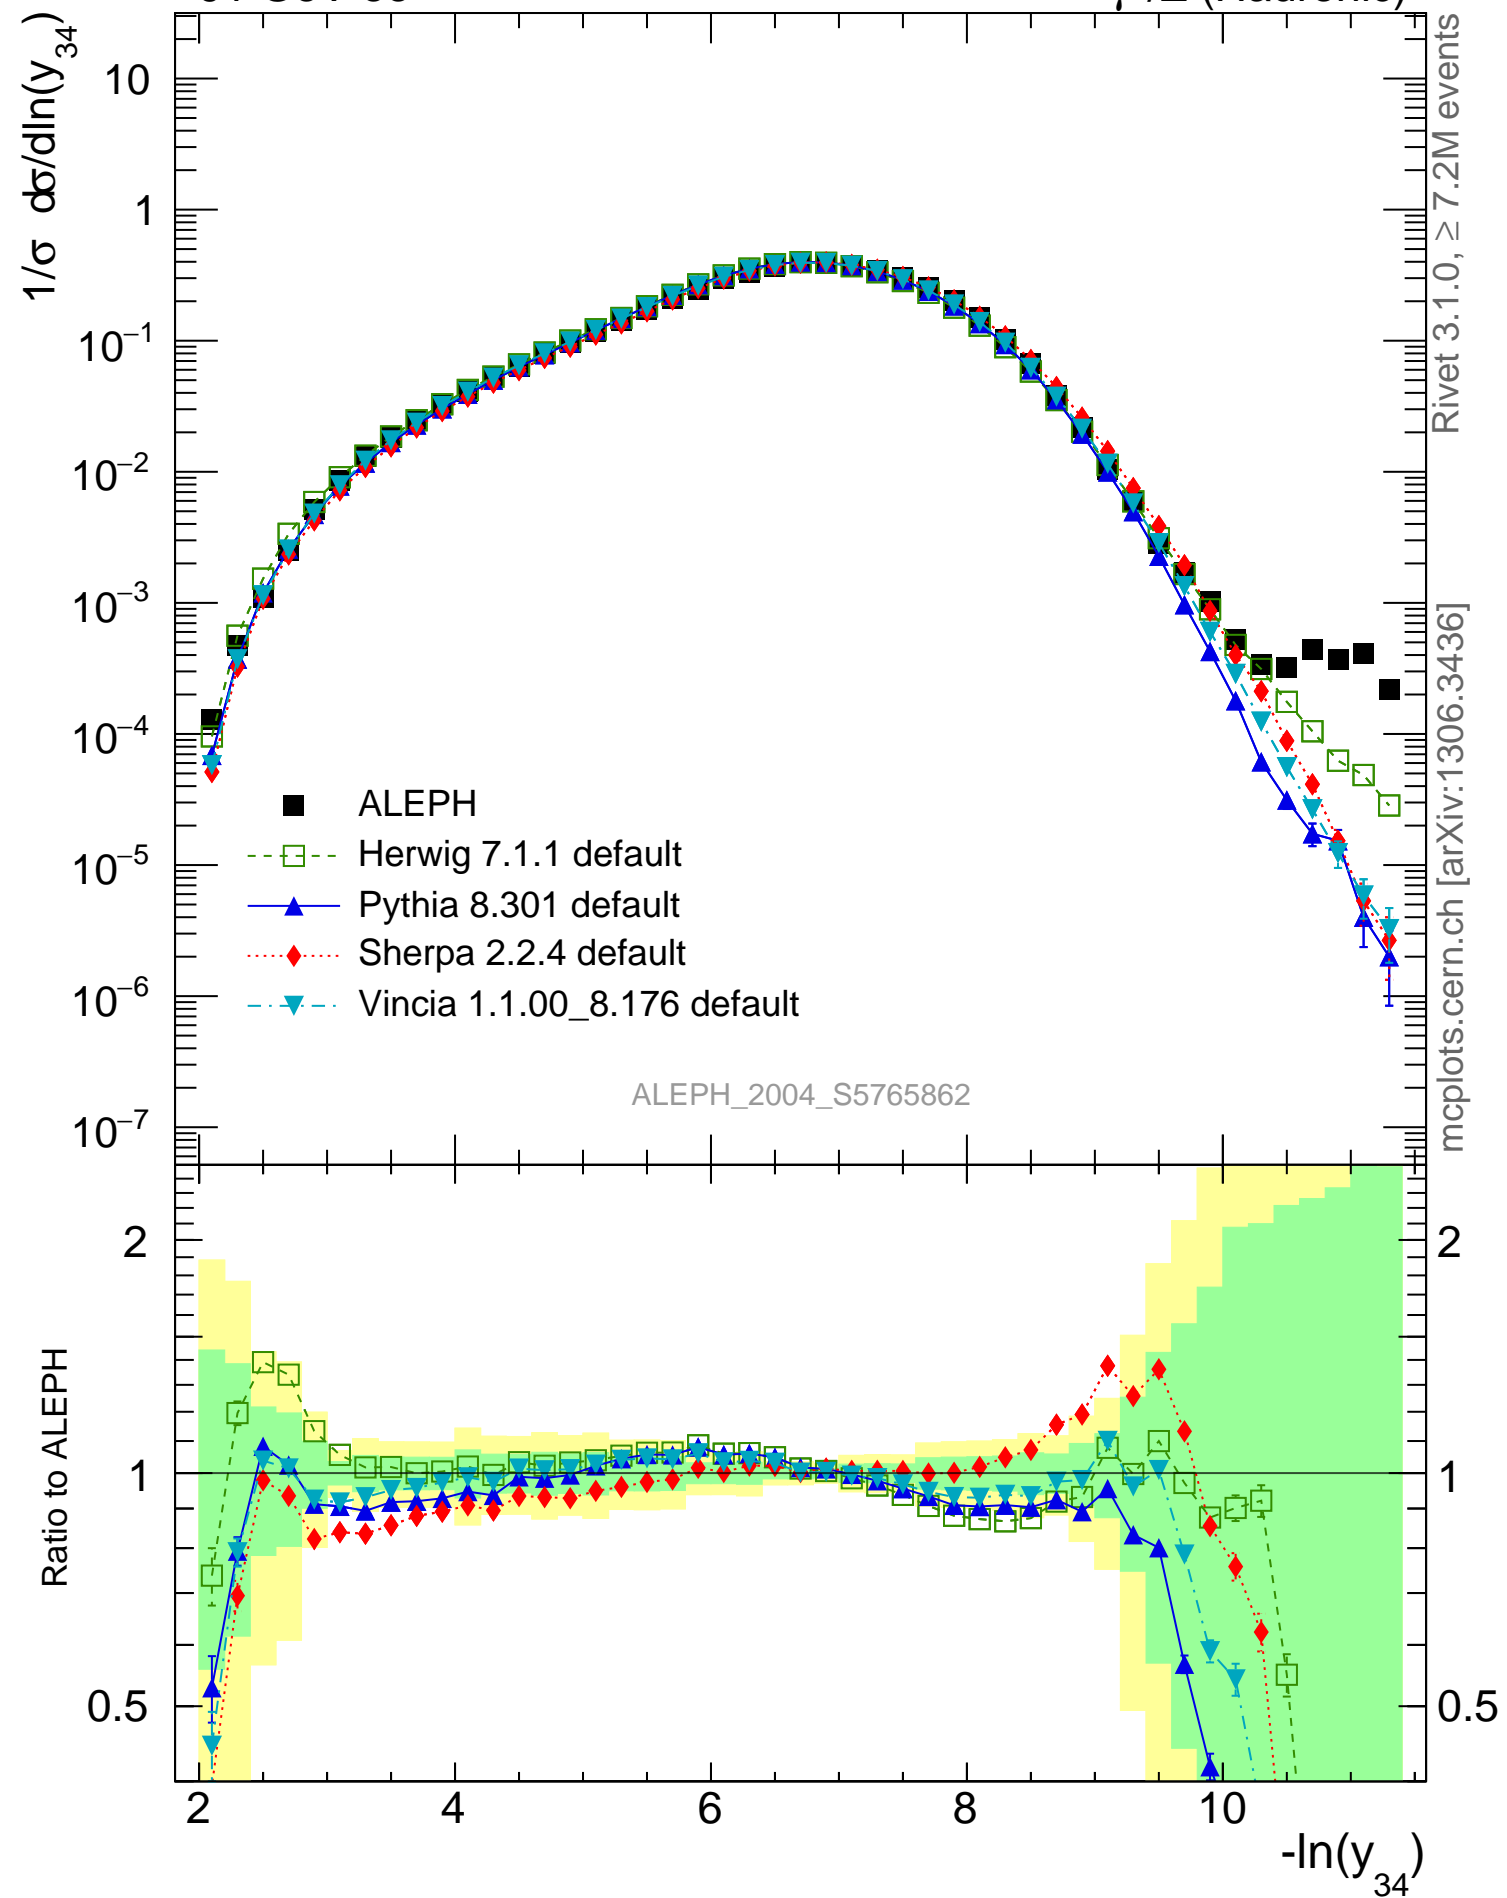 1/σ dσ/dln(y34)
10
1
10−1
10−2
10−3
10−4
10−5
10−6
10−7
ALEPH
Herwig 7.1.1 default
Pythia 8.301 default
Sherpa 2.2.4 default
Vincia 1.1.00_8.176 default
ALEPH_2004_S5765862
Rivet 3.1.0, ≥ 7.2M events
mcplots.cern.ch [arXiv:1306.3436]
Ratio to ALEPH
2
1
0.5
2
1
0.5
2 4 6 8 10
-ln(y34)